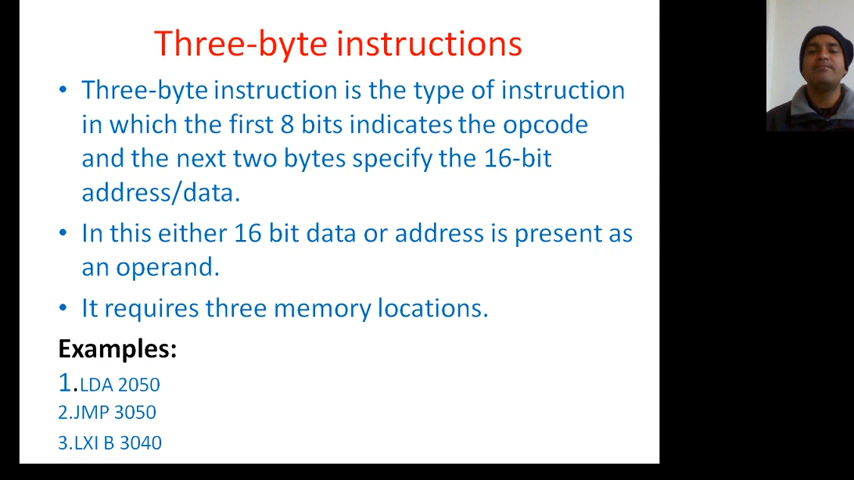 Three-byte instructions
• Three-byte instruction is the type of instruction
in which the first 8 bits indicates the opcode
and the next two bytes specify the 16-bit
address/data.
• In this either 16 bit data or address is present as
an operand.
• It requires three memory locations.
Examples:
1.LDA 2050
2.JMP 3050
3.LXI B 3040